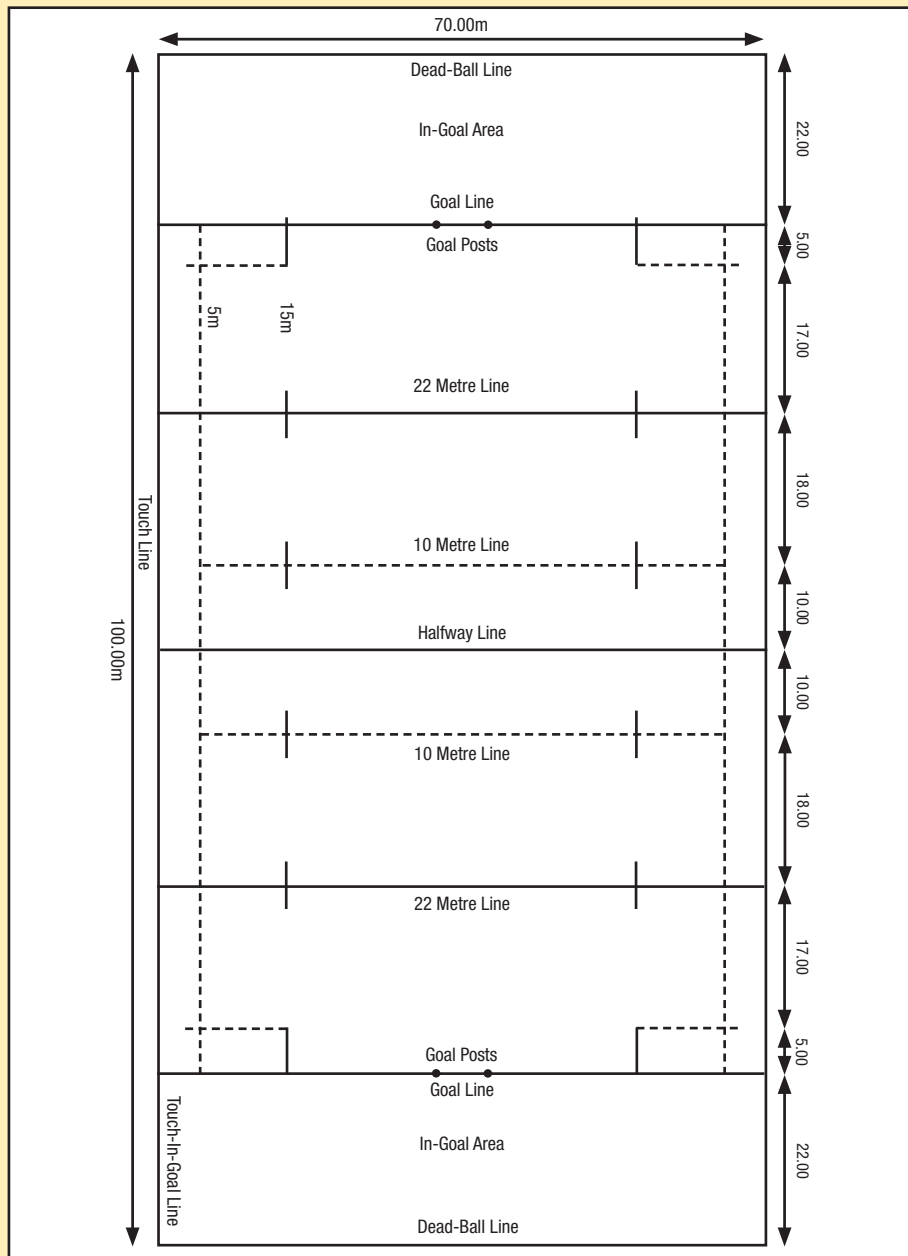 70.00m
Dead-Ball Line
In-Goal Area
22.00
Goal Line
Goal Posts
5.00
5m
15m
17.00
22 Metre Line
18.00
Touch Line
10 Metre Line
10.00
Halfway Line
100.00m
10.00
10 Metre Line
18.00
22 Metre Line
17.00
Goal Posts
5.00
Goal Line
Touch-In-Goal Line
In-Goal Area
22.00
Dead-Ball Line